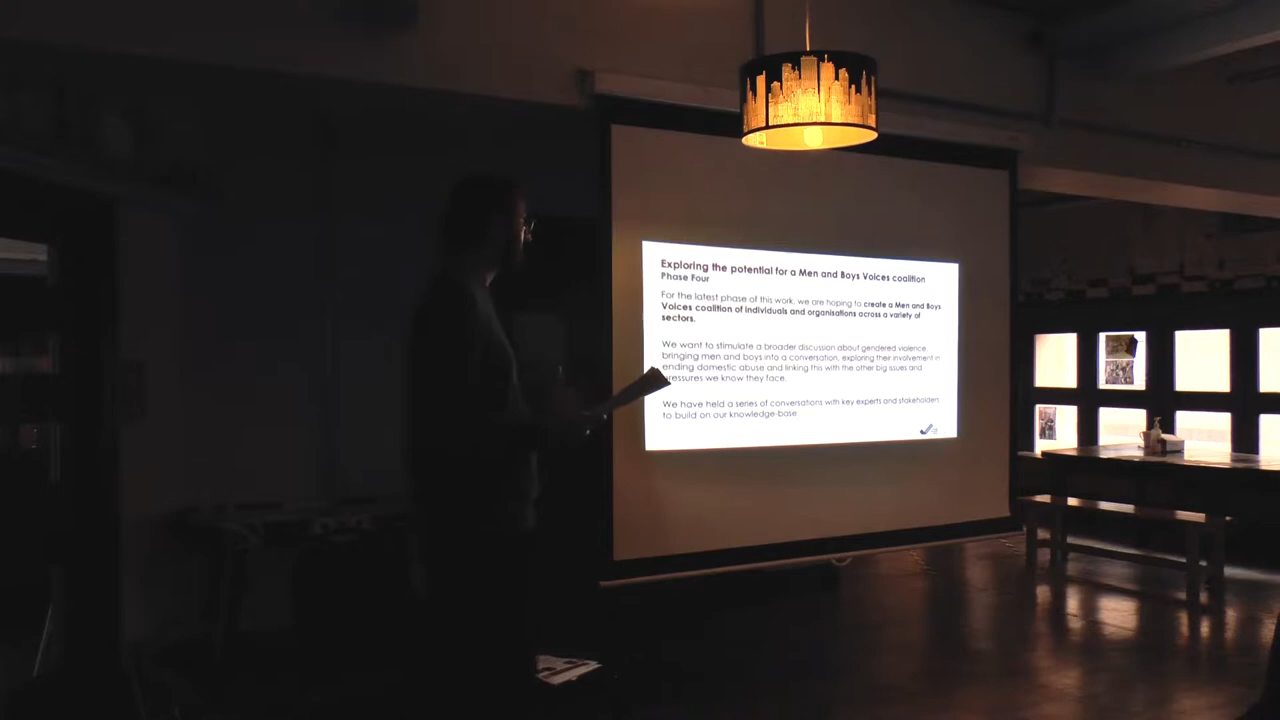 Exploring the potential for a Men and Boys Voices coalition
Phase Four
For the latest phase of this work, we are hoping to create a Men and Boys
Voices coalition of individuals and organisations across a variety of
sectors.
We want to stimulate a broader discussion about gendered violence,
bringing men and boys into a conversation, exploring their involvement in
ending domestic abuse and linking this with the other big issues and
pressures we know they face.
We have held a series of conversations with key experts and stakeholders
to build on our knowledge-base